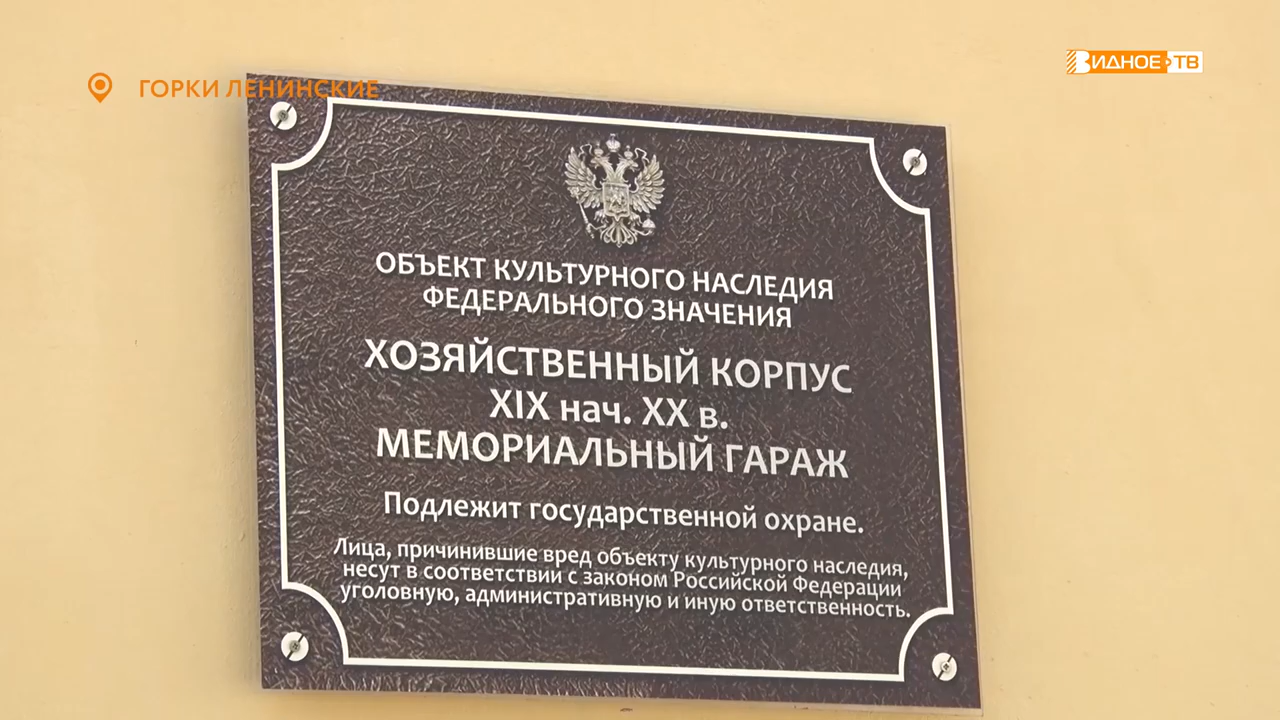 ГОРКИ ЛЕНИНСКИЕ
ВИДНОЕ ТВ
ОБЪЕКТ КУЛЬТУРНОГО НАСЛЕДИЯ
ФЕДЕРАЛЬНОГО ЗНАЧЕНИЯ
ХОЗЯЙСТВЕННЫЙ КОРПУС
XIX нач. XX в.
МЕМОРИАЛЬНЫЙ ГАРАЖ
Подлежит государственной охране.
Лица, причинившие вред объекту культурного наследия,
несут в соответствии с законом Российской Федерации
уголовную, административную и иную ответственность.